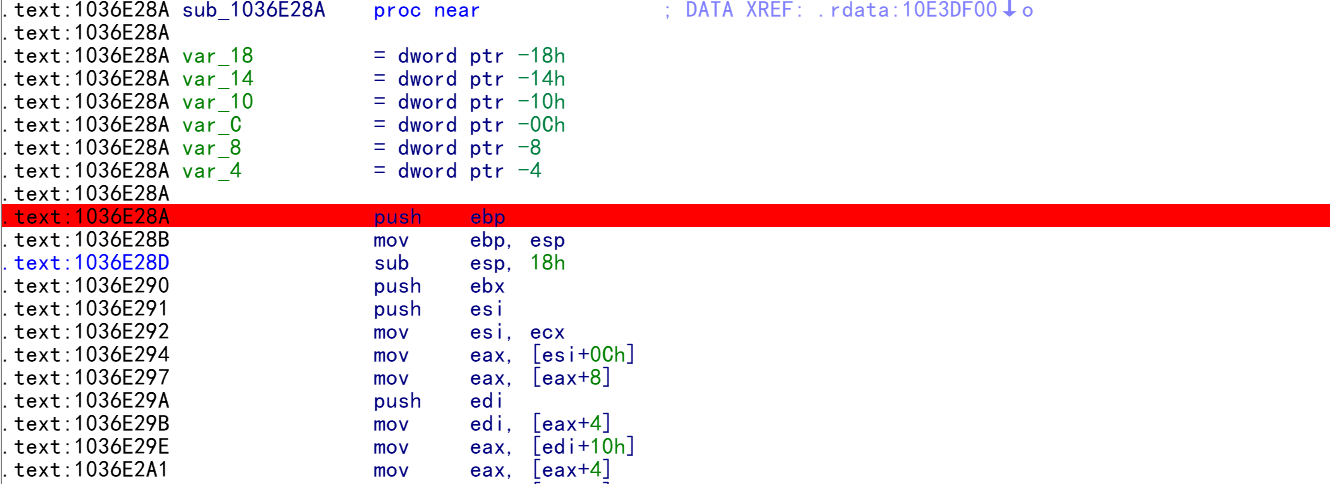 .text:1036E28A sub_1036E28A    proc near               ; DATA XREF: .rdata:10E3DF00↓o
.text:1036E28A
.text:1036E28A var_18          = dword ptr -18h
.text:1036E28A var_14          = dword ptr -14h
.text:1036E28A var_10          = dword ptr -10h
.text:1036E28A var_C           = dword ptr -0Ch
.text:1036E28A var_8           = dword ptr -8
.text:1036E28A var_4           = dword ptr -4
.text:1036E28A
.text:1036E28A                 push    ebp
.text:1036E28B                 mov     ebp, esp
.text:1036E28D                 sub     esp, 18h
.text:1036E290                 push    ebx
.text:1036E291                 push    esi
.text:1036E292                 mov     esi, ecx
.text:1036E294                 mov     eax, [esi+0Ch]
.text:1036E297                 mov     eax, [eax+8]
.text:1036E29A                 push    edi
.text:1036E29B                 mov     edi, [eax+4]
.text:1036E29E                 mov     eax, [edi+10h]
.text:1036E2A1                 mov     eax, [eax+4]